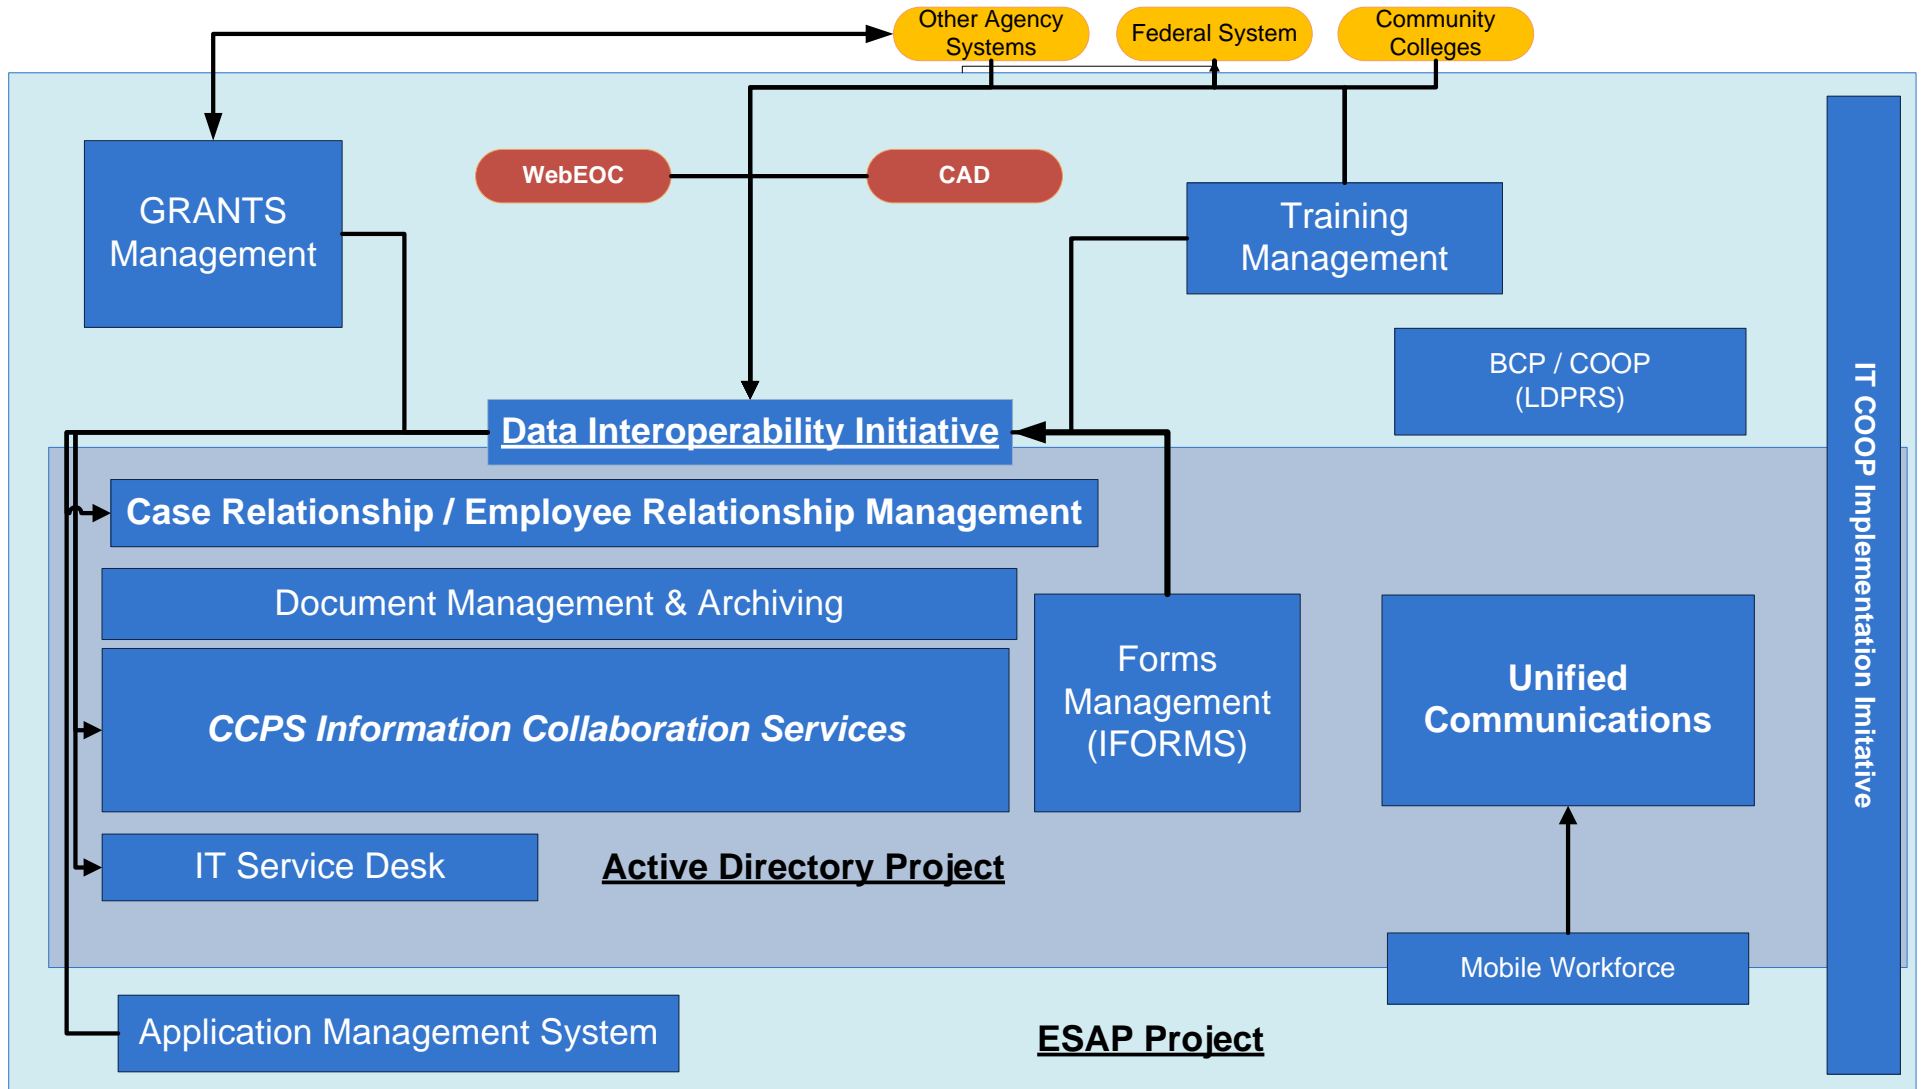 Other Agency
Systems
Federal System
Community
Colleges
WebEOC
CAD
GRANTS
Management
Training
Management
BCP / COOP
(LDPRS)
IT COOP Implementation Imitative
Data Interoperability Initiative
Case Relationship / Employee Relationship Management
Document Management & Archiving
Forms
Management
(IFORMS)
Unified
Communications
CCPS Information Collaboration Services
IT Service Desk
Active Directory Project
Mobile Workforce
Application Management System
ESAP Project